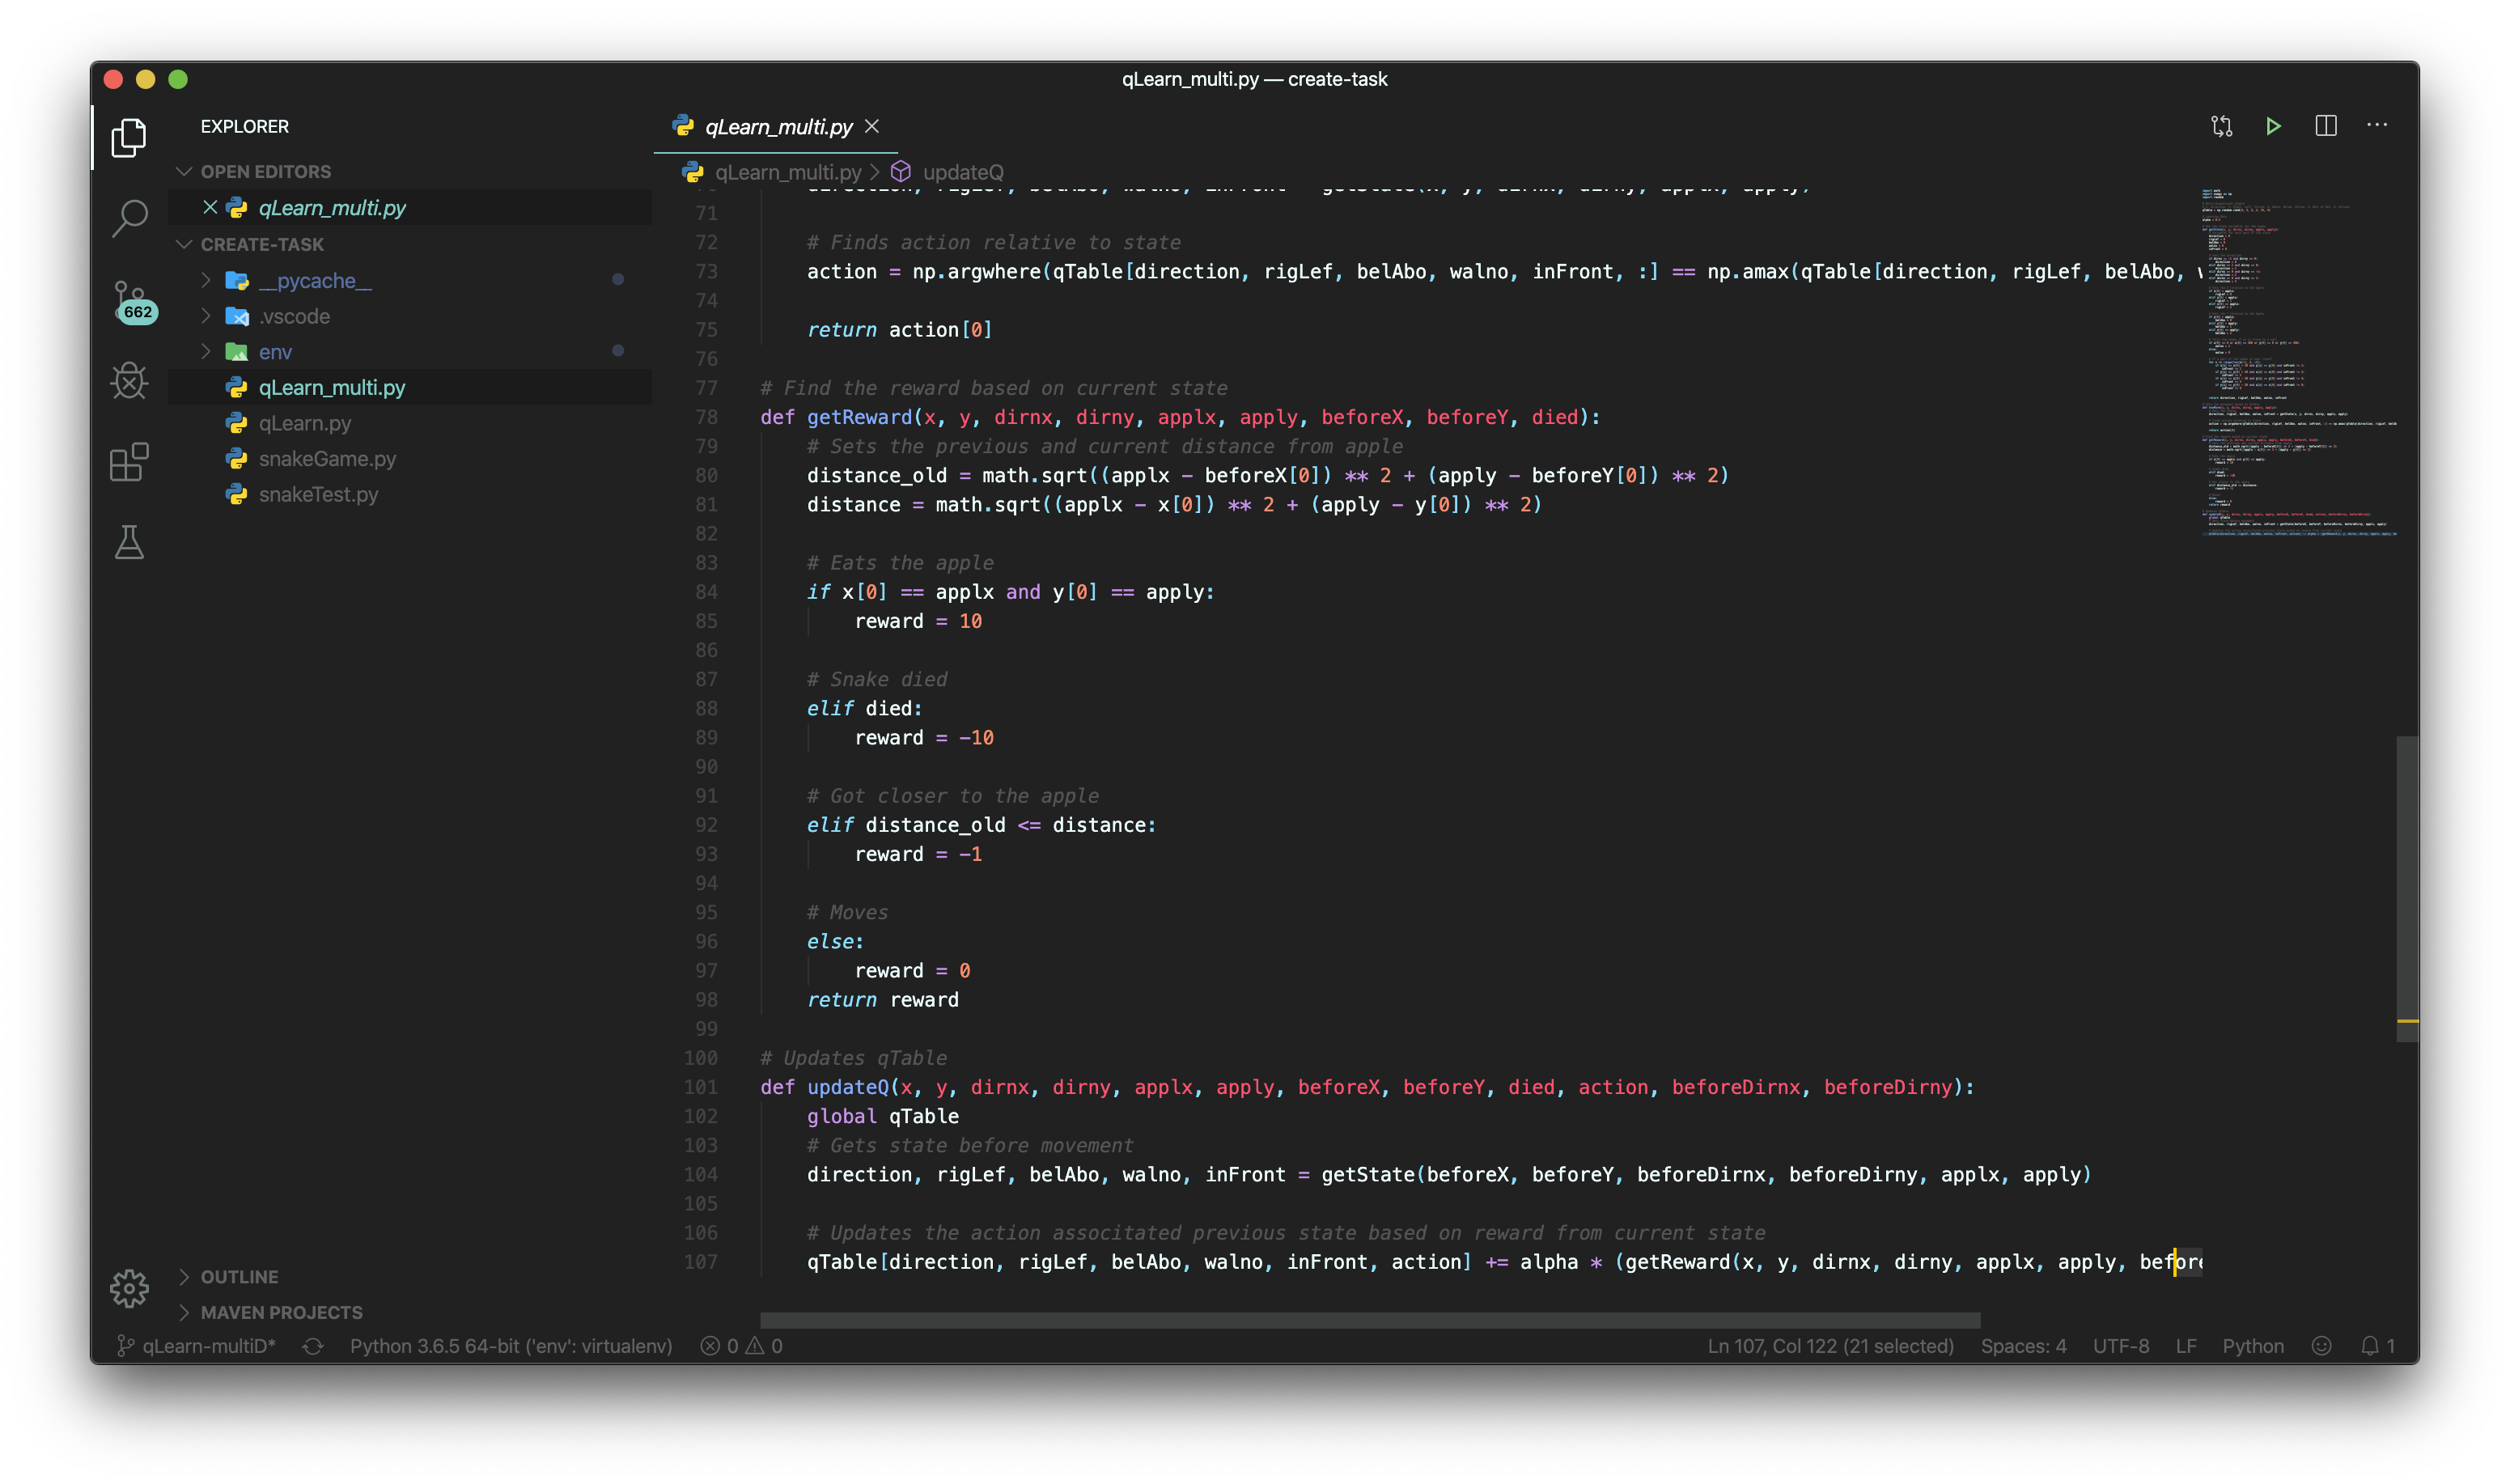 qLearn_multi.py — create-task
EXPLORER
OPEN EDITORS
qLearn_multi.py
CREATE-TASK
__pycache__
.vscode
env
qLearn_multi.py
qLearn.py
snakeGame.py
snakeTest.py
OUTLINE
MAVEN PROJECTS
662
qLearn_multi.py
qLearn_multi.py > updateQ
direction, rigLef, belAbo, walno, inFront = getState(x, y, dirnx, dirny, applx, apply)
71
72 # Finds action relative to state
73 action = np.argwhere(qTable[direction, rigLef, belAbo, walno, inFront, :] == np.amax(qTable[direction, rigLef, belAbo,
74
75 return action[0]
76
77 # Find the reward based on current state
78 def getReward(x, y, dirnx, dirny, applx, apply, beforeX, beforeY, died):
79 # Sets the previous and current distance from apple
80 distance_old = math.sqrt((applx - beforeX[0]) ** 2 + (apply - beforeY[0]) ** 2)
81 distance = math.sqrt((applx - x[0]) ** 2 + (apply - y[0]) ** 2)
82
83 # Eats the apple
84 if x[0] == applx and y[0] == apply:
85 reward = 10
86
87 # Snake died
88 elif died:
89 reward = -10
90
91 # Got closer to the apple
92 elif distance_old <= distance:
93 reward = -1
94
95 # Moves
96 else:
97 reward = 0
98 return reward
99
100 # Updates qTable
101 def updateQ(x, y, dirnx, dirny, applx, apply, beforeX, beforeY, died, action, beforeDirnx, beforeDirny):
102 global qTable
103 # Gets state before movement
104 direction, rigLef, belAbo, walno, inFront = getState(beforeX, beforeY, beforeDirnx, beforeDirny, applx, apply)
105
106 # Updates the action associtated previous state based on reward from current state
107 qTable[direction, rigLef, belAbo, walno, inFront, action] += alpha * (getReward(x, y, dirnx, dirny, applx, apply, before
qLearn-multiD* Python 3.6.5 64-bit ('env': virtualenv) 0 0 Ln 107, Col 122 (21 selected) Spaces: 4 UTF-8 LF Python 1